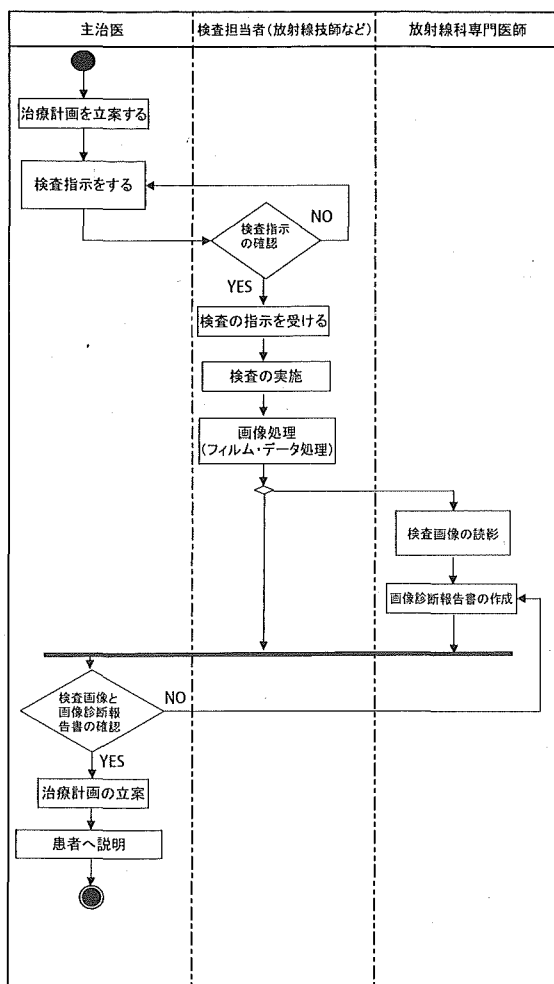 主治医
検査担当者(放射線技師など)
放射線科専門医師
治療計画を立案する
検査指示をする
NO
検査指示
の確認
YES
検査の指示を受ける
検査の実施
画像処理
(フィルム・データ処理)
検査画像の読影
画像診断報告書の作成
検査画像と
画像診断報
告書の確認
NO
YES
治療計画の立案
患者へ説明